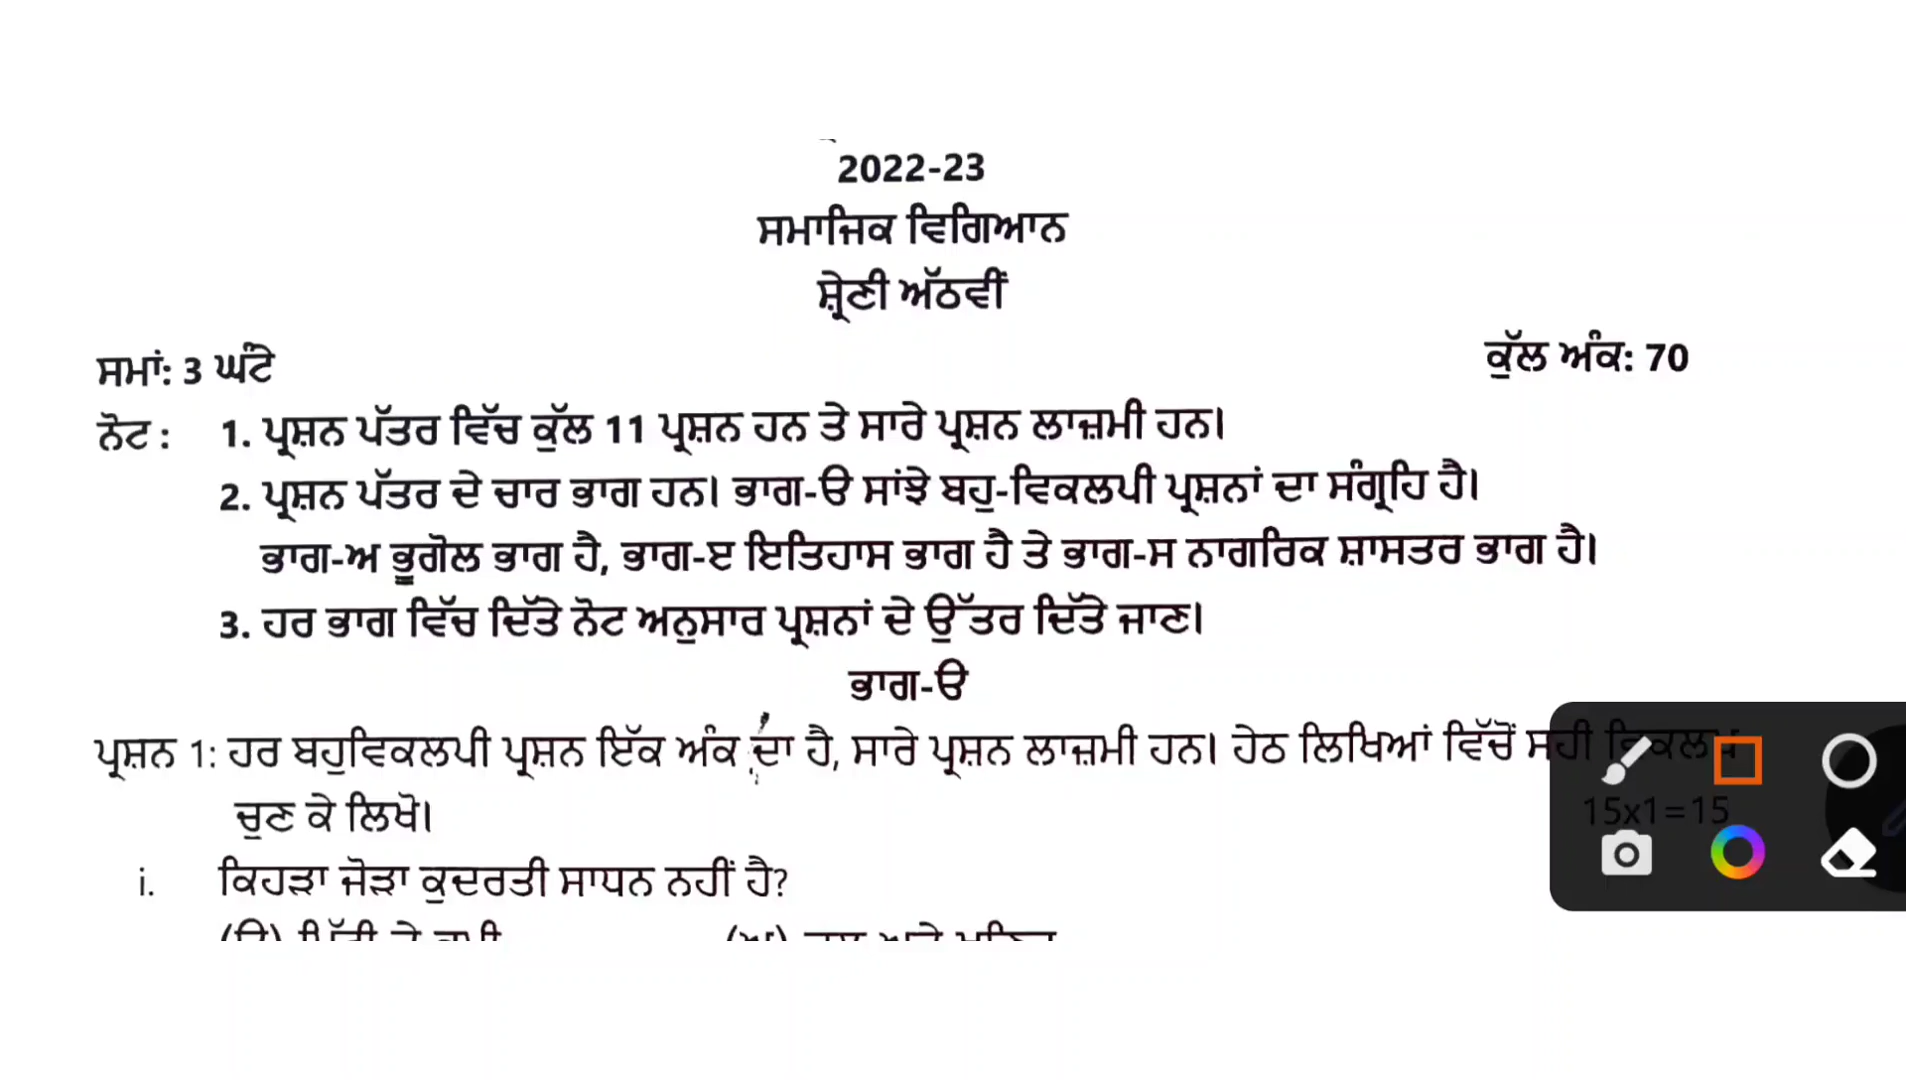 2022-23
ਸਮਾਜਿਕ ਵਿਗਿਆਨ
ਸ਼੍ਰੇਣੀ ਅੱਠਵੀਂ
ਸਮਾਂ: 3 ਘੰਟੇ
ਕੁੱਲ ਅੰਕ: 70
ਨੋਟ : 1. ਪ੍ਰਸ਼ਨ ਪੱਤਰ ਵਿੱਚ ਕੁੱਲ 11 ਪ੍ਰਸ਼ਨ ਹਨ ਤੇ ਸਾਰੇ ਪ੍ਰਸ਼ਨ ਲਾਜ਼ਮੀ ਹਨ।
2. ਪ੍ਰਸ਼ਨ ਪੱਤਰ ਦੇ ਚਾਰ ਭਾਗ ਹਨ। ਭਾਗ-ੳ ਸਾਂਝੇ ਬਹੁ-ਵਿਕਲਪੀ ਪ੍ਰਸ਼ਨਾਂ ਦਾ ਸੰਗ੍ਰਹਿ ਹੈ।
ਭਾਗ-ਅ ਭੂਗੋਲ ਭਾਗ ਹੈ, ਭਾਗ-ੲ ਇਤਿਹਾਸ ਭਾਗ ਹੈ ਤੇ ਭਾਗ-ਸ ਨਾਗਰਿਕ ਸ਼ਾਸਤਰ ਭਾਗ ਹੈ।
3. ਹਰ ਭਾਗ ਵਿੱਚ ਦਿੱਤੇ ਨੋਟ ਅਨੁਸਾਰ ਪ੍ਰਸ਼ਨਾਂ ਦੇ ਉੱਤਰ ਦਿੱਤੇ ਜਾਣ।
ਭਾਗ-ੳ
ਪ੍ਰਸ਼ਨ 1: ਹਰ ਬਹੁਵਿਕਲਪੀ ਪ੍ਰਸ਼ਨ ਇੱਕ ਅੰਕ ਦਾ ਹੈ, ਸਾਰੇ ਪ੍ਰਸ਼ਨ ਲਾਜ਼ਮੀ ਹਨ। ਹੇਠ ਲਿਖਿਆਂ ਵਿੱਚੋਂ ਸਹੀ ਵਿਕਲਪ
ਚੁਣ ਕੇ ਲਿਖੋ। 15x1=15
i. ਕਿਹੜਾ ਜੋੜਾ ਕੁਦਰਤੀ ਸਾਧਨ ਨਹੀਂ ਹੈ?